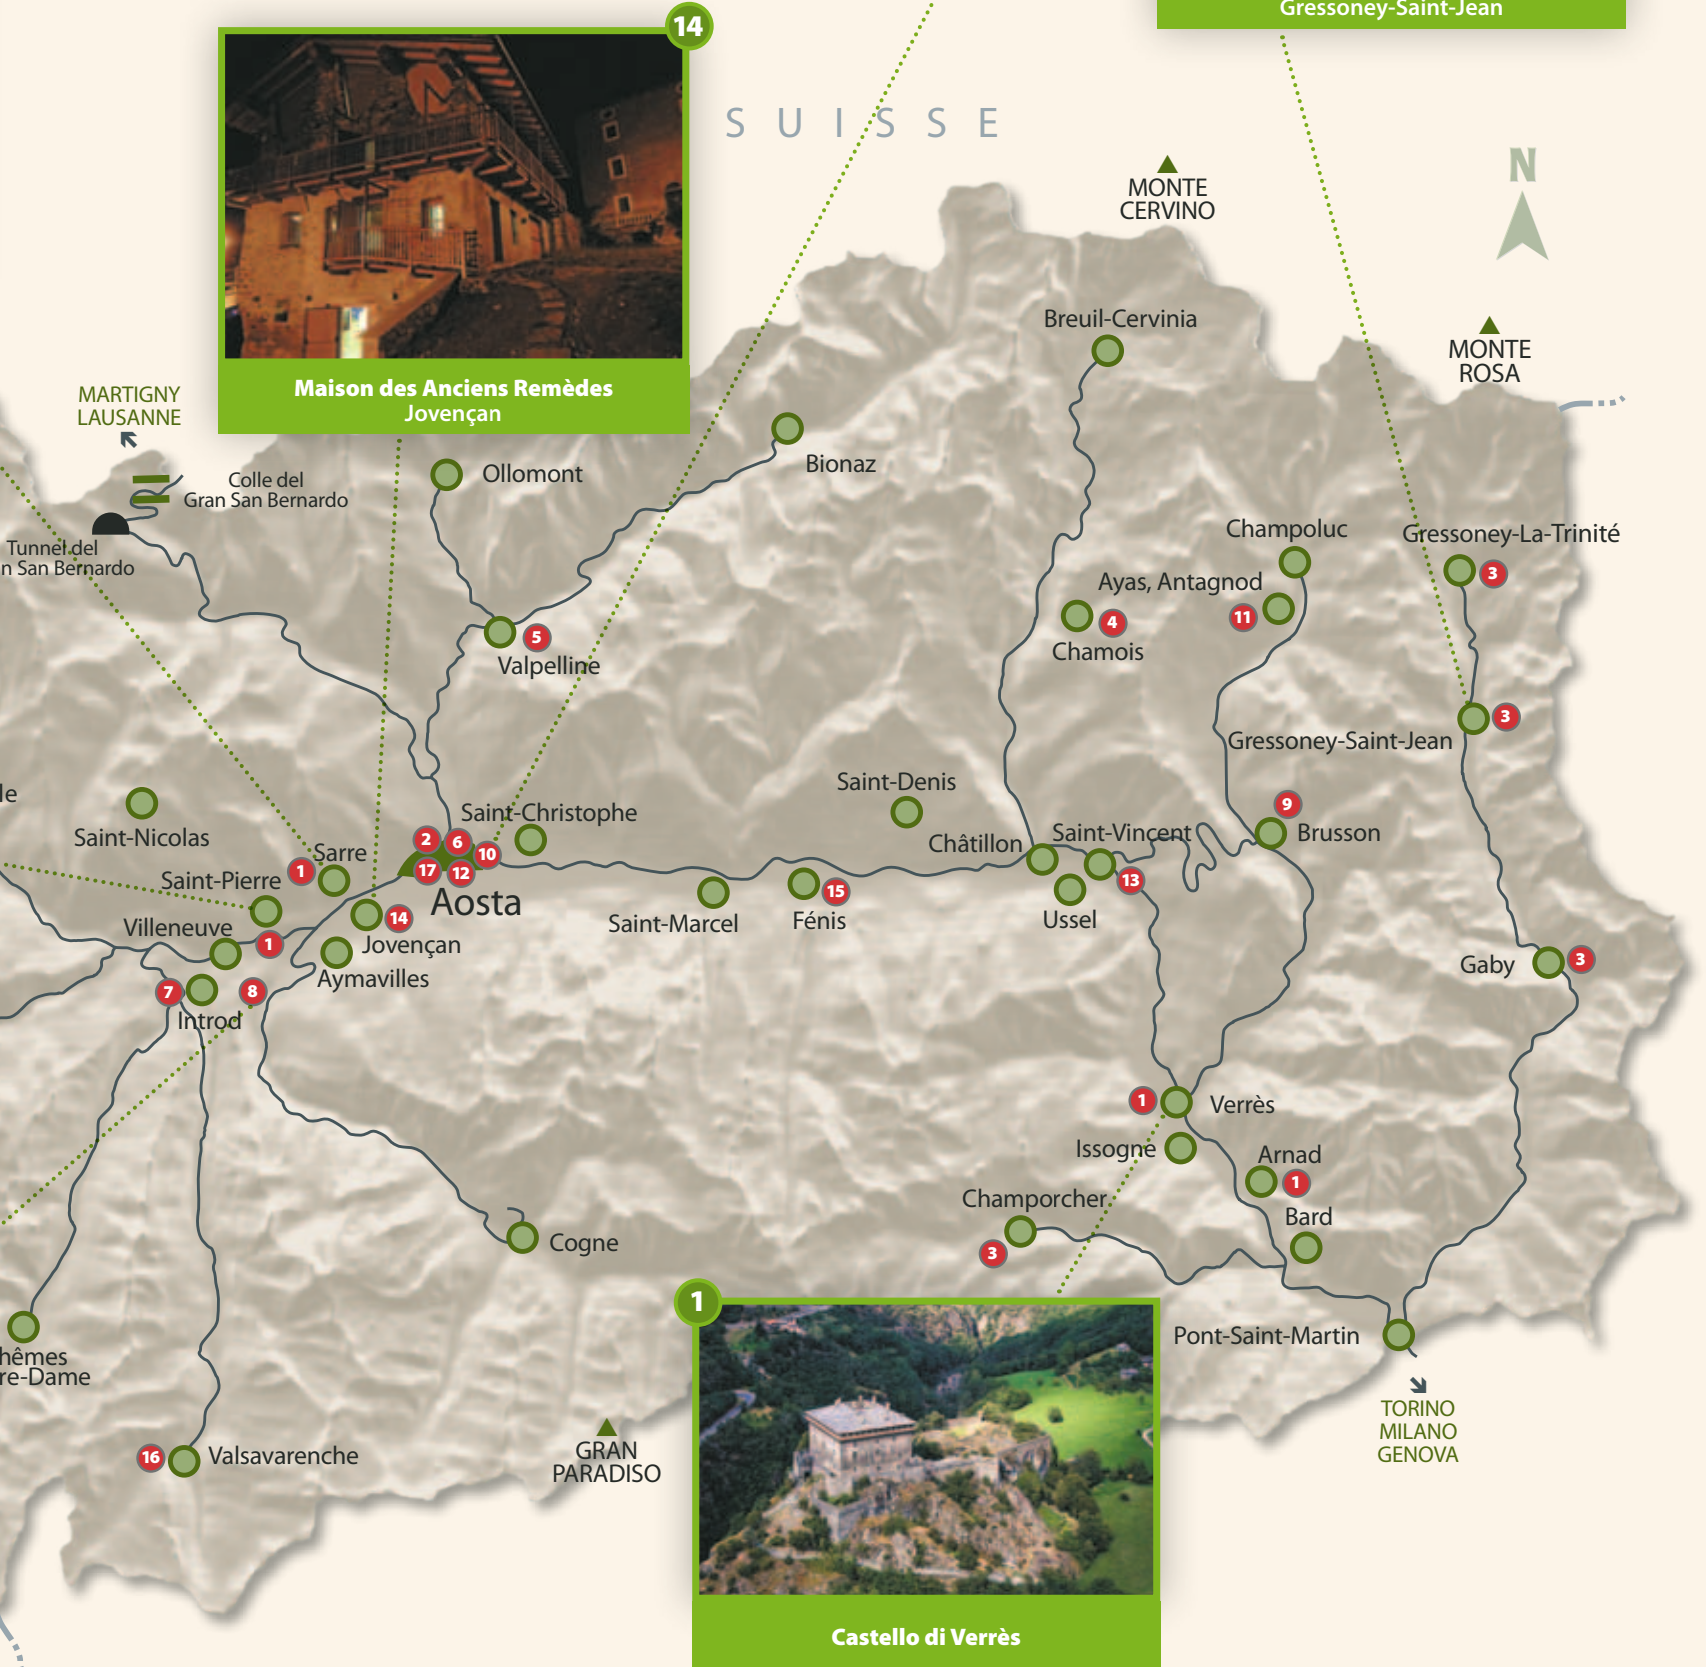 Gressoney-Saint-Jean
14
Maison des Anciens Remèdes
Jovençan
SUISSE
N
MONTE
CERVINO
MONTE
ROSA
MARTIGNY
LAUSANNE
Colle del
Gran San Bernardo
Tunnel del
n San Bernardo
Ollomont
Bionaz
Breuil-Cervinia
Champoluc
Gressoney-La-Trinité
3
Ayas, Antagnod
11
4
Chamois
5
Valpelline
3
Gressoney-Saint-Jean
le
Saint-Nicolas
Saint-Christophe
Saint-Denis
Châtillon
Saint-Vincent
9
Brusson
2
6
10
17
12
Aosta
Sarre
1
Saint-Pierre
Villeneuve
1
14
Jovençan
Aymavilles
7
8
Introd
Saint-Marcel
15
Fénis
13
Ussel
Gaby
3
1
Verrès
Issogne
Arnad
1
Bard
Champorcher
3
Cogne
hêmes
re-Dame
16
Valsavarenche
GRAN
PARADISO
Pont-Saint-Martin
TORINO
MILANO
GENOVA
1
Castello di Verrès